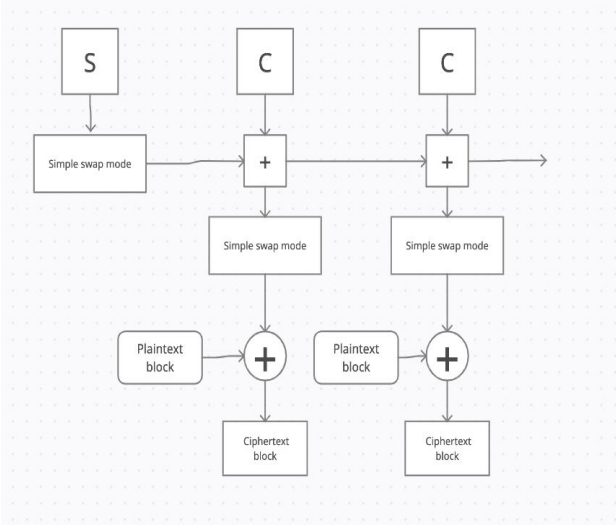 S
C
C
Simple swap mode
+
+
Simple swap mode
Simple swap mode
Plaintext
block
+
Plaintext
block
+
Ciphertext
block
Ciphertext
block